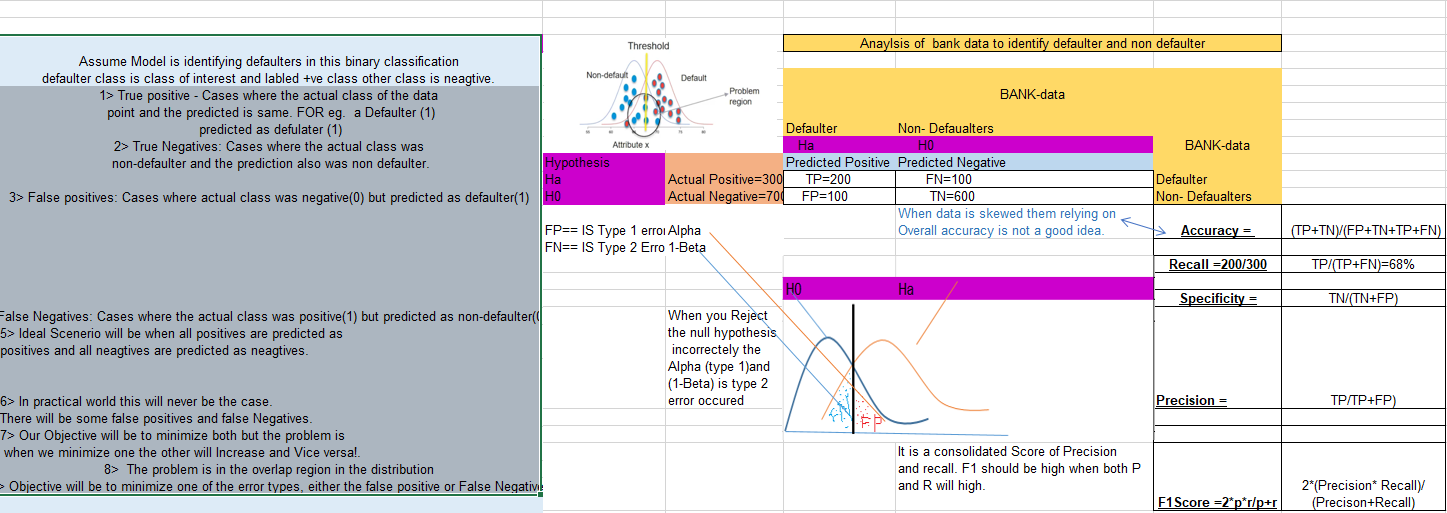 Assume Model is identifying defaulters in this binary classification
defaulter class is class of interest and labled +ve class other class is neagtive.
1> True positive - Cases where the actual class of the data
point and the predicted is same. FOR eg.  a Defaulter (1)
predicted as defulater (1)
2> True Negatives: Cases where the actual class was
non-defaulter and the prediction also was non defaulter.
3> False positives: Cases where actual class was negative(0) but predicted as defaulter(1)
False Negatives: Cases where the actual class was positive(1) but predicted as non-defaulter(
5> Ideal Scenerio will be when all positives are predicted as
positives and all neagtives are predicted as neagtives.
6> In practical world this will never be the case.
There will be some false positives and false Negatives.
7> Our Objective will be to minimize both but the problem is
when we minimize one the other will Increase and Vice versa!.
8>  The problem is in the overlap region in the distribution
> Objective will be to minimize one of the error types, either the false positive or False Negative
Threshold
Non-default
Default
Problem
region
Attribute x
Hypothesis
Ha
Actual Positive=300
H0
Actual Negative=700
FP== IS Type 1 error Alpha
FN== IS Type 2 Erro 1-Beta
When you Reject
the null hypothesis
incorrectely the
Alpha (type 1)and
(1-Beta) is type 2
error occured
Anaylsis of  bank data to identify defaulter and non defaulter
BANK-data
Defaulter
Non- Defaualters
Ha
H0
BANK-data
Predicted Positive
Predicted Negative
TP=200
FN=100
Defaulter
FP=100
TN=600
Non- Defaualters
When data is skewed them relying on
Overall accuracy is not a good idea.
Accuracy =
(TP+TN)/(FP+TN+TP+FN)
Recall =200/300
TP/(TP+FN)=68%
H0
Ha
Specificity =
TN/(TN+FP)
FN
FP
Precision =
TP/TP+FP)
It is a consolidated Score of Precision
and recall. F1 should be high when both P
and R will high.
F1Score =2*p*r/p+r
2*(Precision* Recall)/
(Precison+Recall)